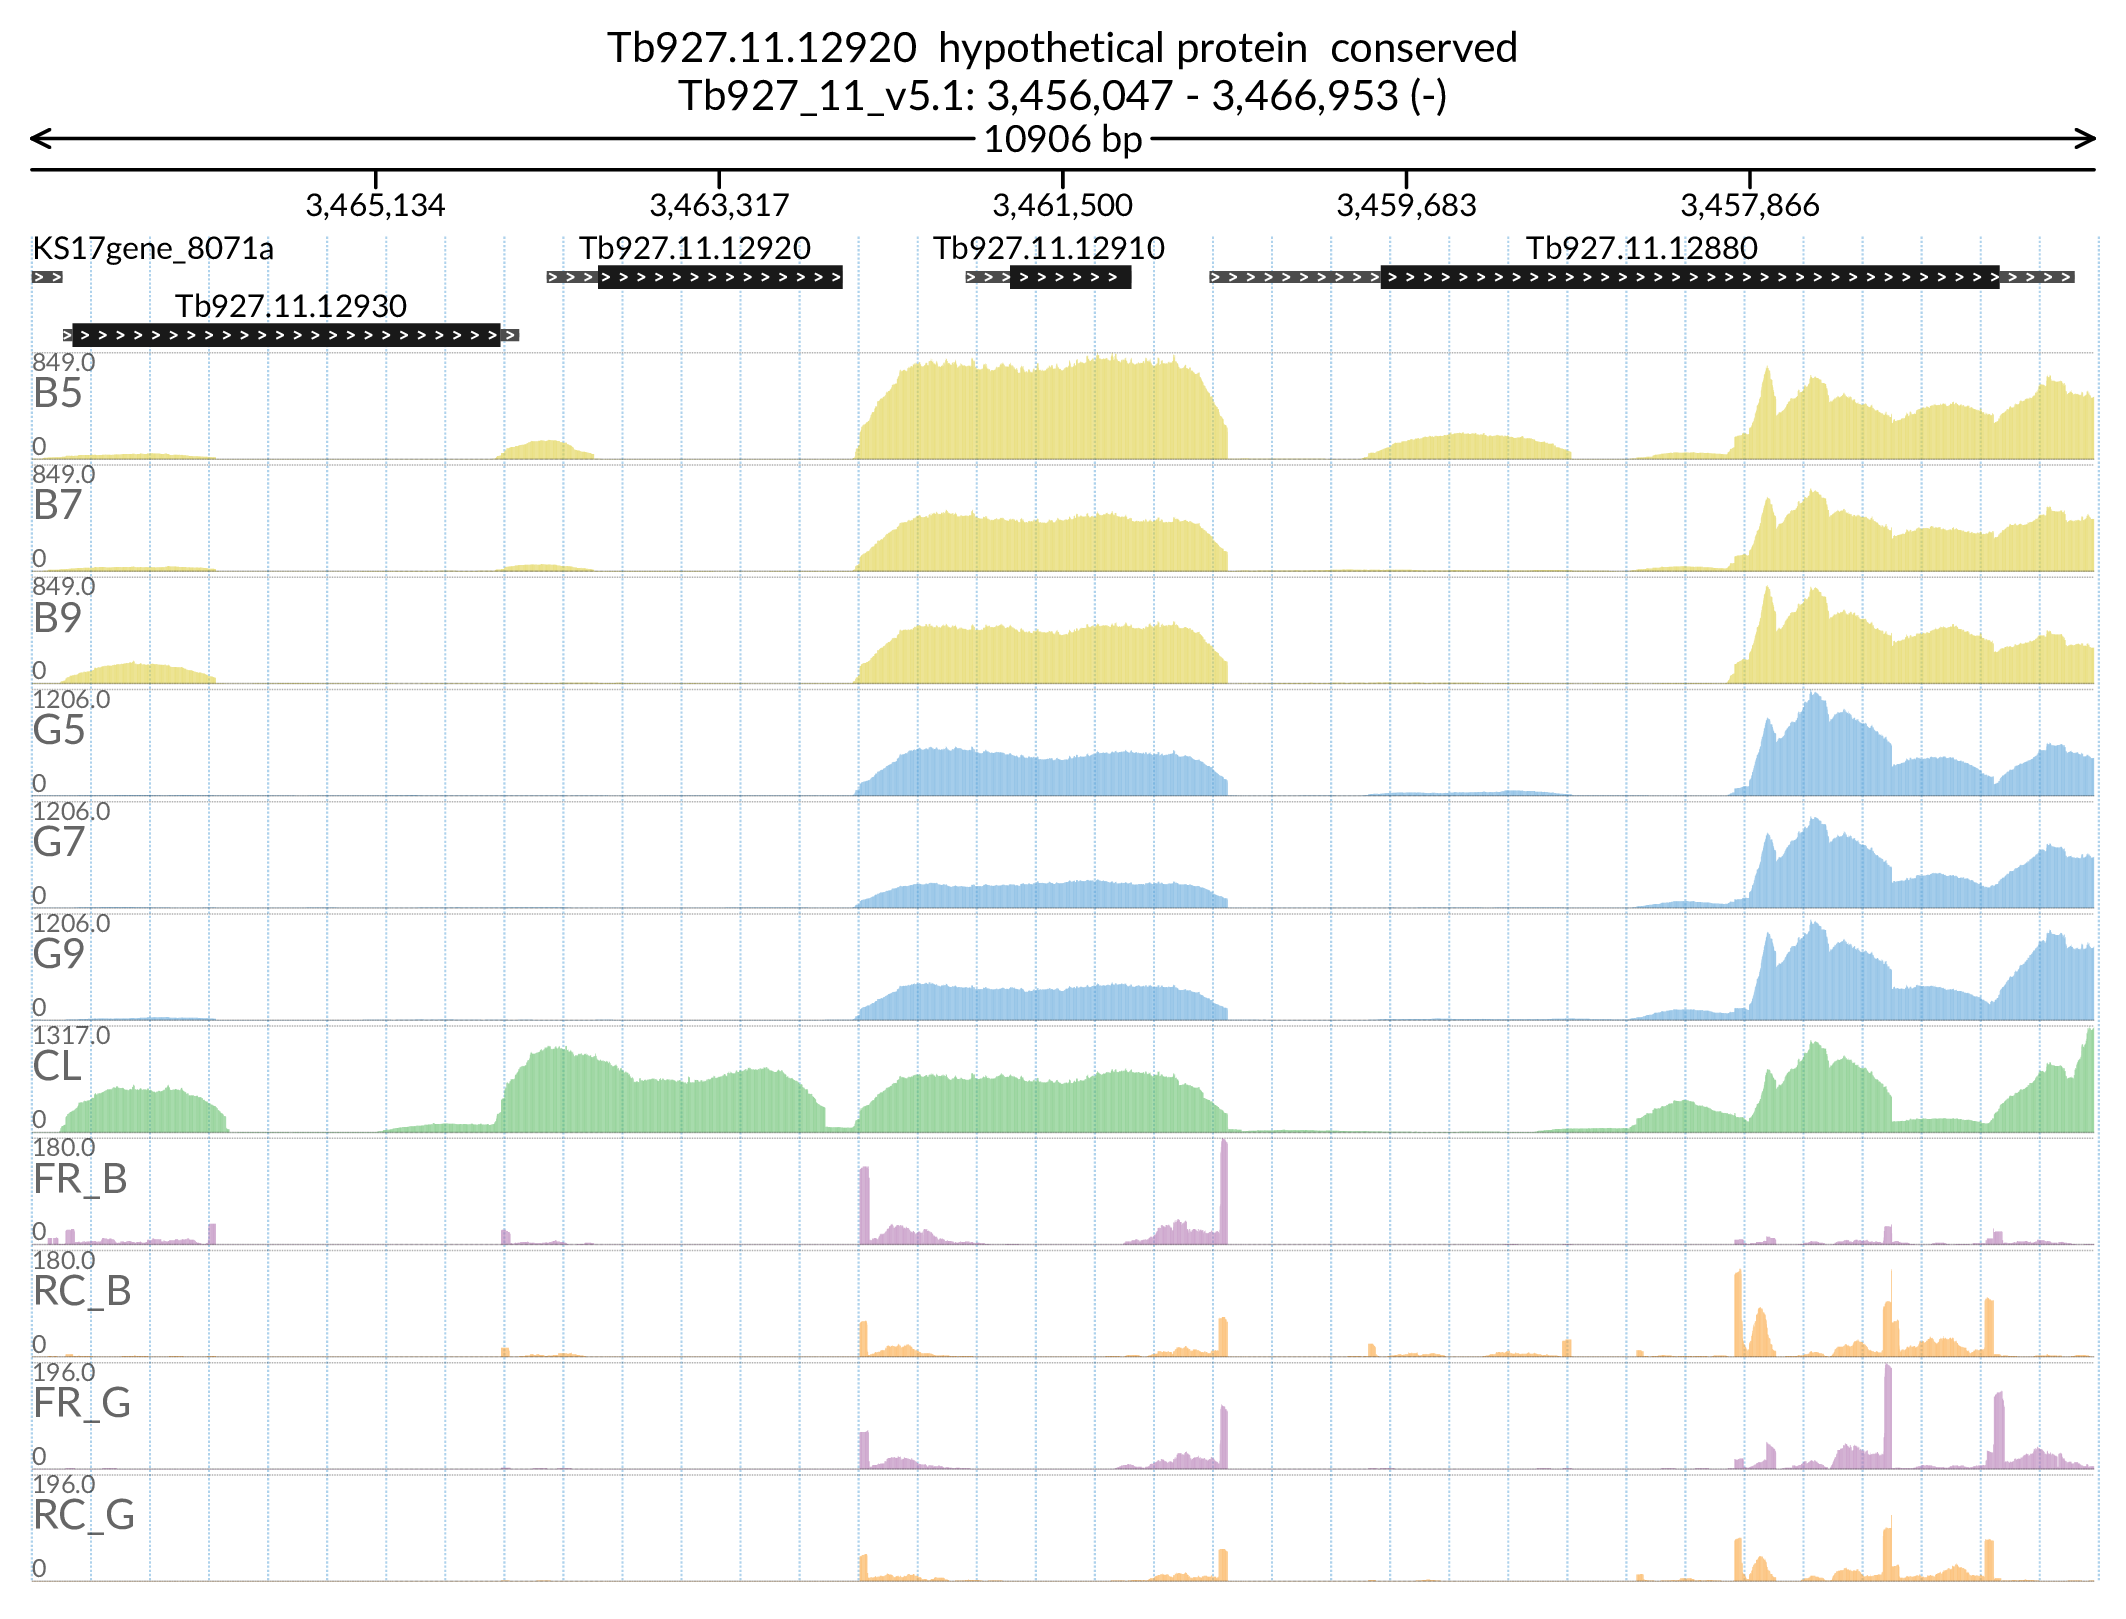 Tb927.11.12920  hypothetical protein  conserved
Tb927_11_v5.1: 3,456,047 - 3,466,953 (-)
10906 bp
3,465,134 3,463,317 3,461,500 3,459,683 3,457,866
KS17gene_8071a Tb927.11.12920 Tb927.11.12910 Tb927.11.12880
Tb927.11.12930
849.0
B5
0
849.0
B7
0
849.0
B9
0
1206.0
G5
0
1206.0
G7
0
1206.0
G9
0
1317.0
CL
0
180.0
FR_B
0
180.0
RC_B
0
196.0
FR_G
0
196.0
RC_G
0